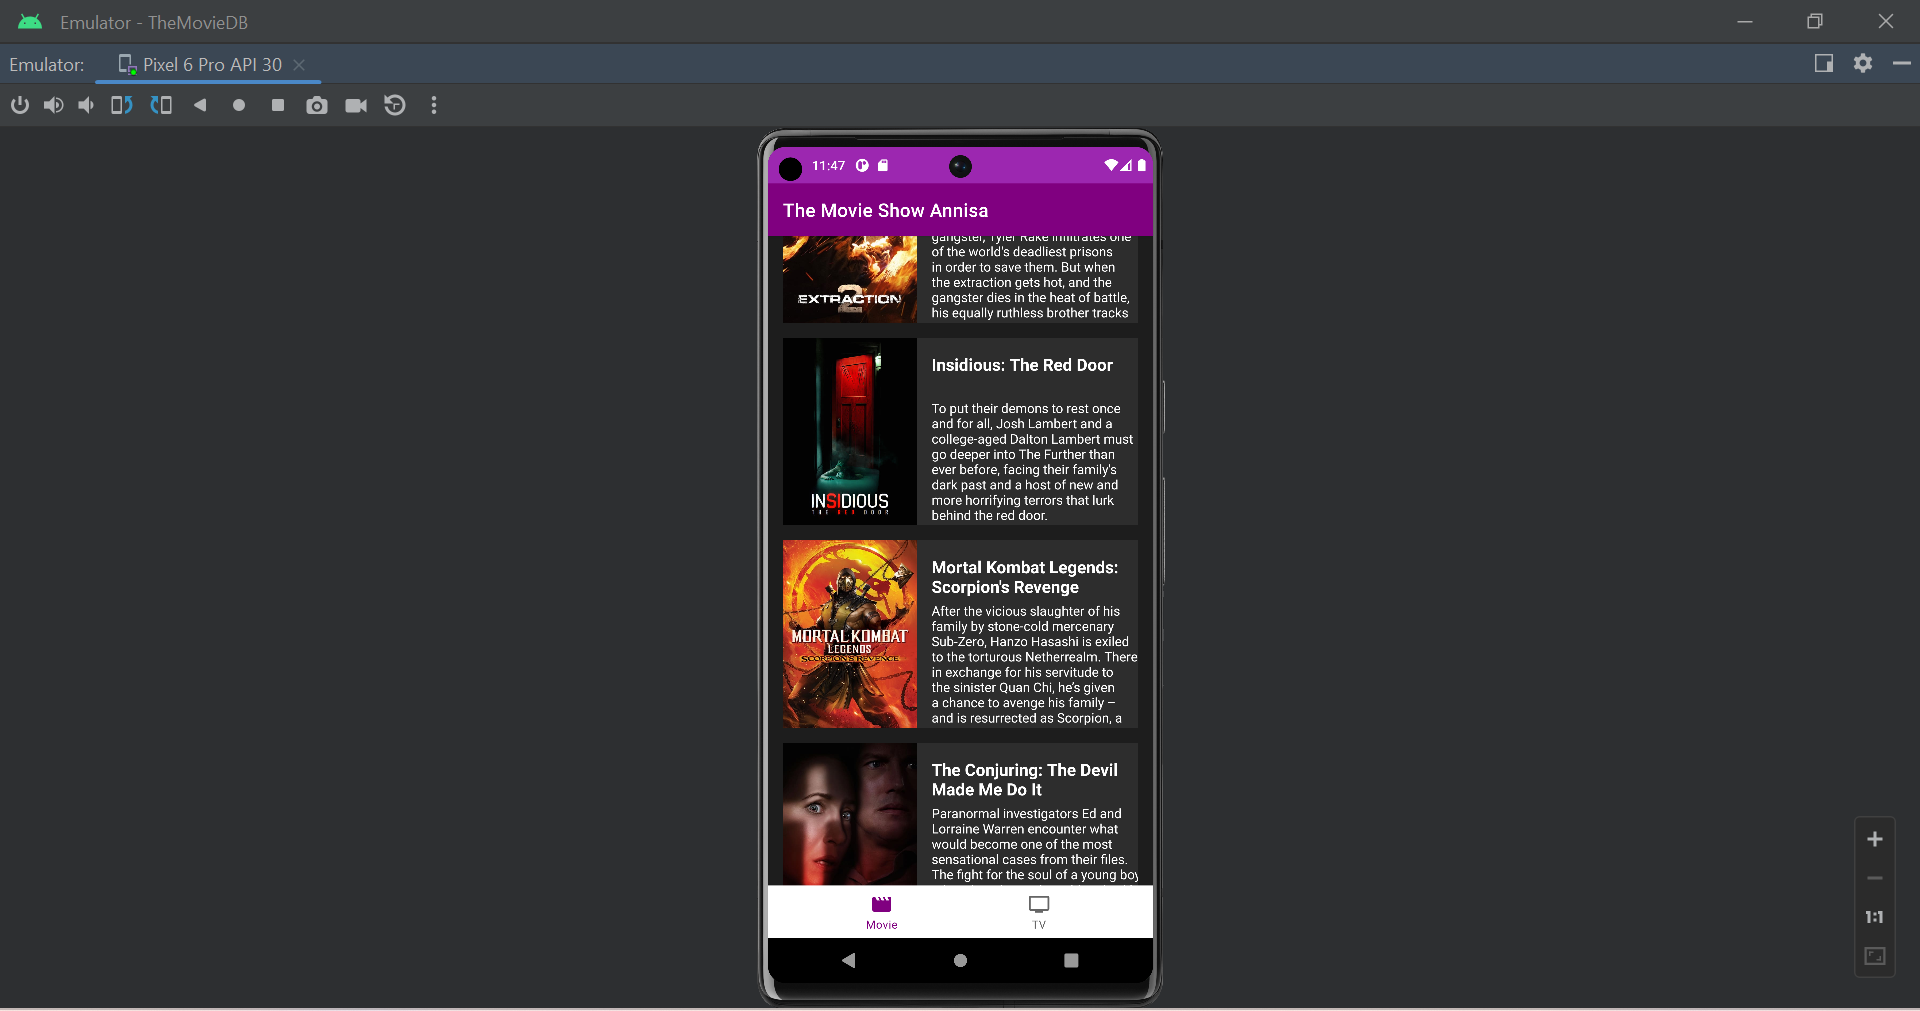 Emulator - TheMovieDB
Emulator:
Pixel 6 Pro API 30
11:47
The Movie Show Annisa
gangster, Tyler Rake infiltrates one
of the world's deadliest prisons
in order to save them. But when
the extraction gets hot, and the
gangster dies in the heat of battle,
his equally ruthless brother tracks
EXTRACTION
2
Insidious: The Red Door
To put their demons to rest once
and for all, Josh Lambert and a
college-aged Dalton Lambert must
go deeper into The Further than
ever before, facing their family's
dark past and a host of new and
more horrifying terrors that lurk
behind the red door.
INSIDIOUS
THE RED DOOR
Mortal Kombat Legends:
Scorpion's Revenge
After the vicious slaughter of his
family by stone-cold mercenary
Sub-Zero, Hanzo Hasashi is exiled
to the torturous Netherrealm. There
in exchange for his servitude to
the sinister Quan Chi, he's given
a chance to avenge his family –
and is resurrected as Scorpion, a
MORTAL KOMBAT
LEGENDS
SCORPION'S REVENGE
The Conjuring: The Devil
Made Me Do It
Paranormal investigators Ed and
Lorraine Warren encounter what
would become one of the most
sensational cases from their files.
The fight for the soul of a young boy
Movie
TV
1:1